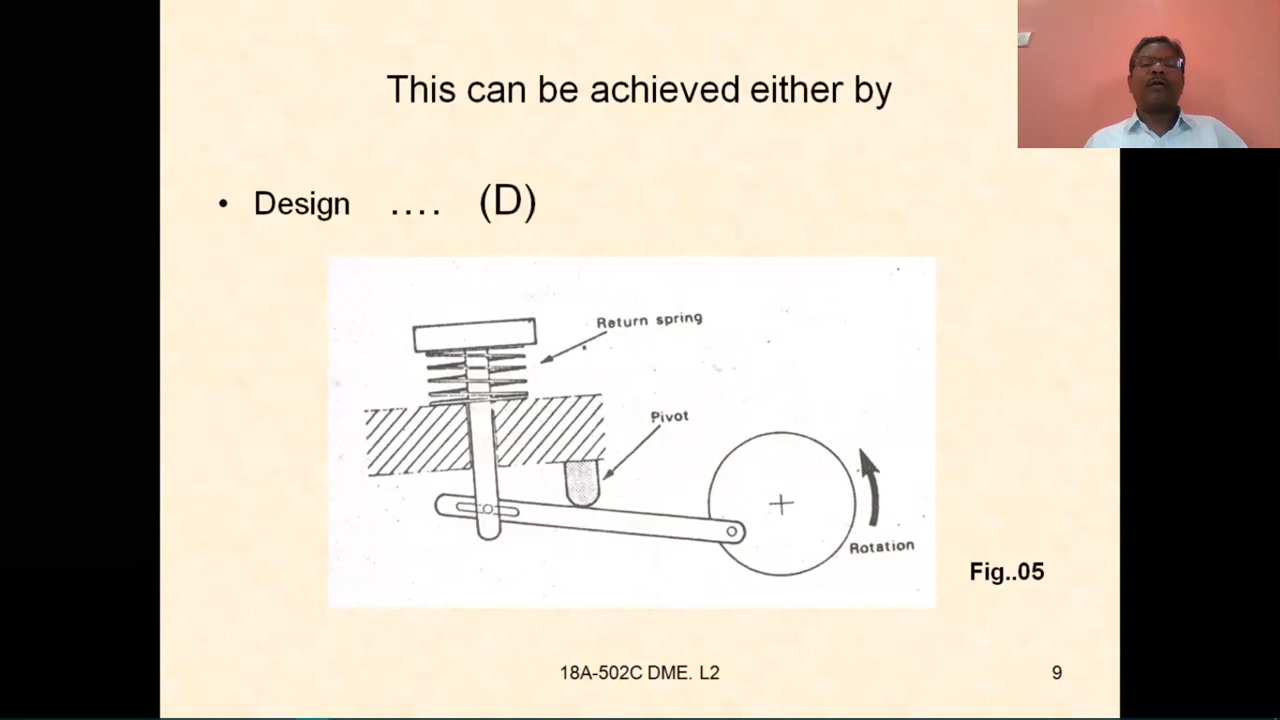 This can be achieved either by
• Design .... (D)
Return spring
Pivot
Rotation
Fig..05
18A-502C DME. L2
9